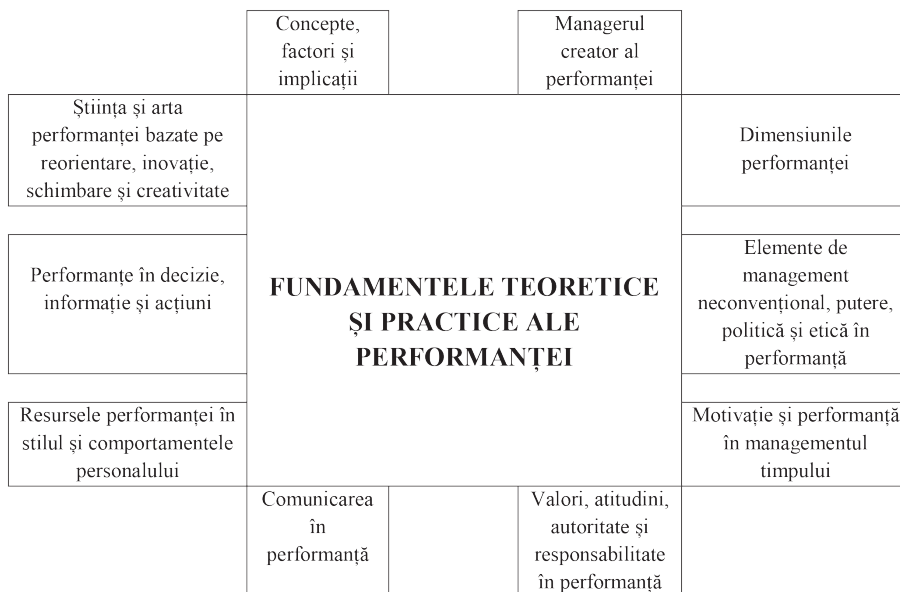 Concepte,
factori și
implicații
Managerul
creator al
performanței
Știința și arta
performanței bazate pe
reorientare, inovație,
schimbare și creativitate
Dimensiunile
performanței
Performanțe în decizie,
informație și acțiuni
FUNDAMENTELE TEORETICE
ȘI PRACTICE ALE
PERFORMANȚEI
Elemente de
management
neconvențional, putere,
politică și etică în
performanță
Resursele performanței în
stilul și comportamentele
personalului
Motivație și performanță
în managementul
timpului
Comunicarea
în
performanță
Valori, atitudini,
autoritate și
responsabilitate
în performanță